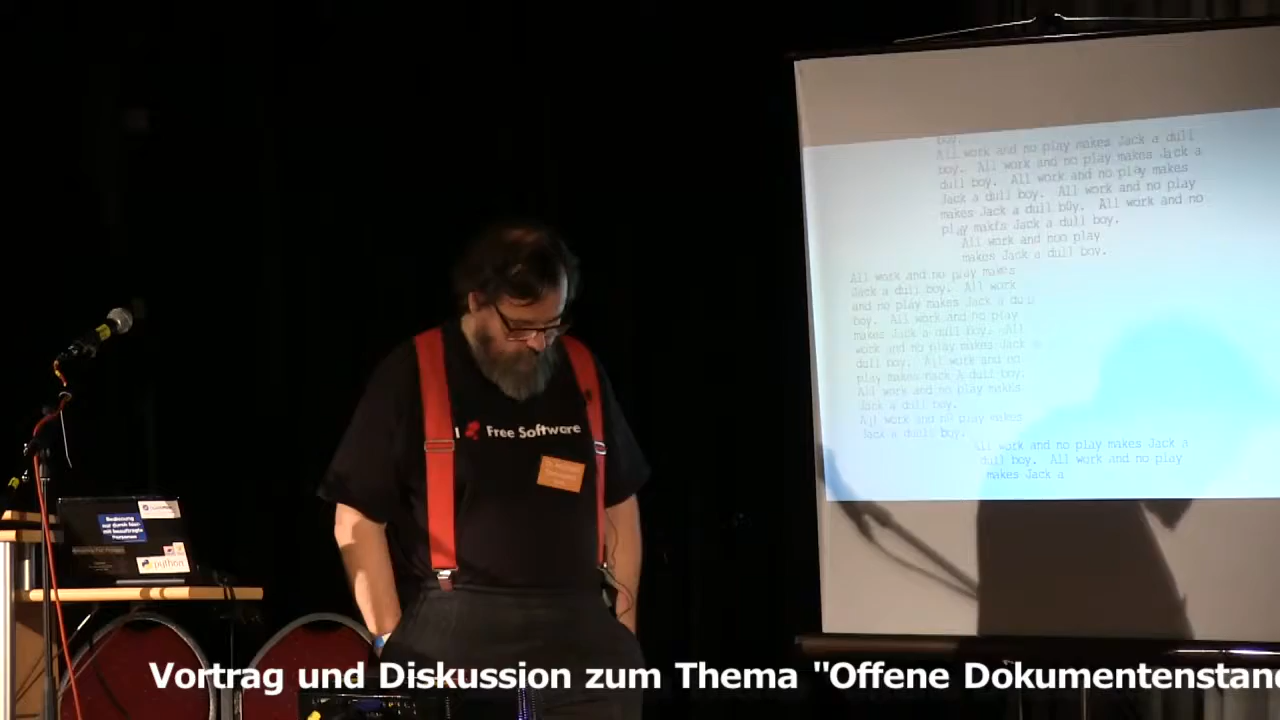 boy.
All work and no play makes Jack a dull
boy. All work and no play makes Jack a
dull boy. All work and no play makes
Jack a dull boy. All work and no play
makes Jack a dull bUy. All work and no
play makes Jack a dull boy.
All work and noo play
makes Jack a dull boy.
All work and no play makes
Jack a dull boy. All work
and no play makes Jack a du
boy. All work and no play
makes Jack a dull boy. All
work and no play makes Jack a
dull boy. All work and no
play makes mack A dull boy.
All work and no play makes
Jack a dull boy.
All work and no play makes
Jack a dull boy.
All work and no play makes Jack a
dull boy. All work and no play
makes Jack a
I Free Software
Bedienung
nur durch
python
Vortrag und Diskussion zum Thema "Offene Dokumentenstand